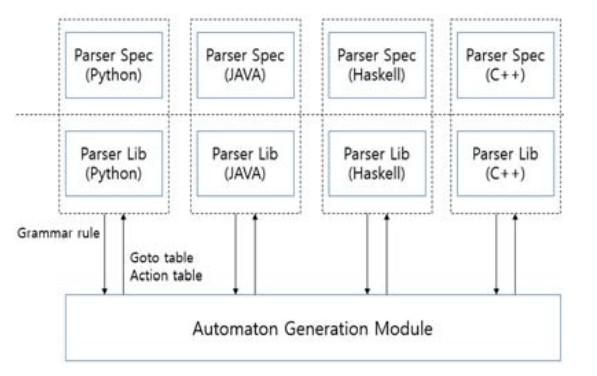 Parser Spec
(Python)
Parser Spec
(JAVA)
Parser Spec
(Haskell)
Parser Spec
(C++)
Parser Lib
(Python)
Parser Lib
(JAVA)
Parser Lib
(Haskell)
Parser Lib
(C++)
Grammar rule
Goto table
Action table
Automaton Generation Module